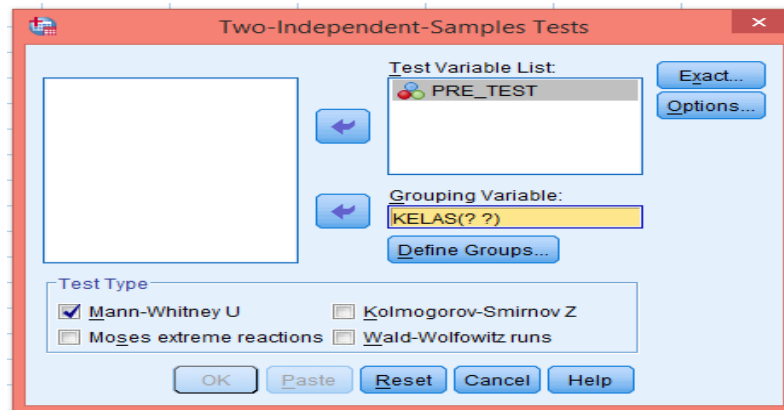 Two-Independent-Samples Tests
Test Variable List:
PRE_TEST
Exact...
Options...
Grouping Variable:
KELAS(? ?)
Define Groups...
Test Type
Mann-Whitney U
Kolmogorov-Smirnov Z
Moses extreme reactions
Wald-Wolfowitz runs
OK
Paste
Reset
Cancel
Help